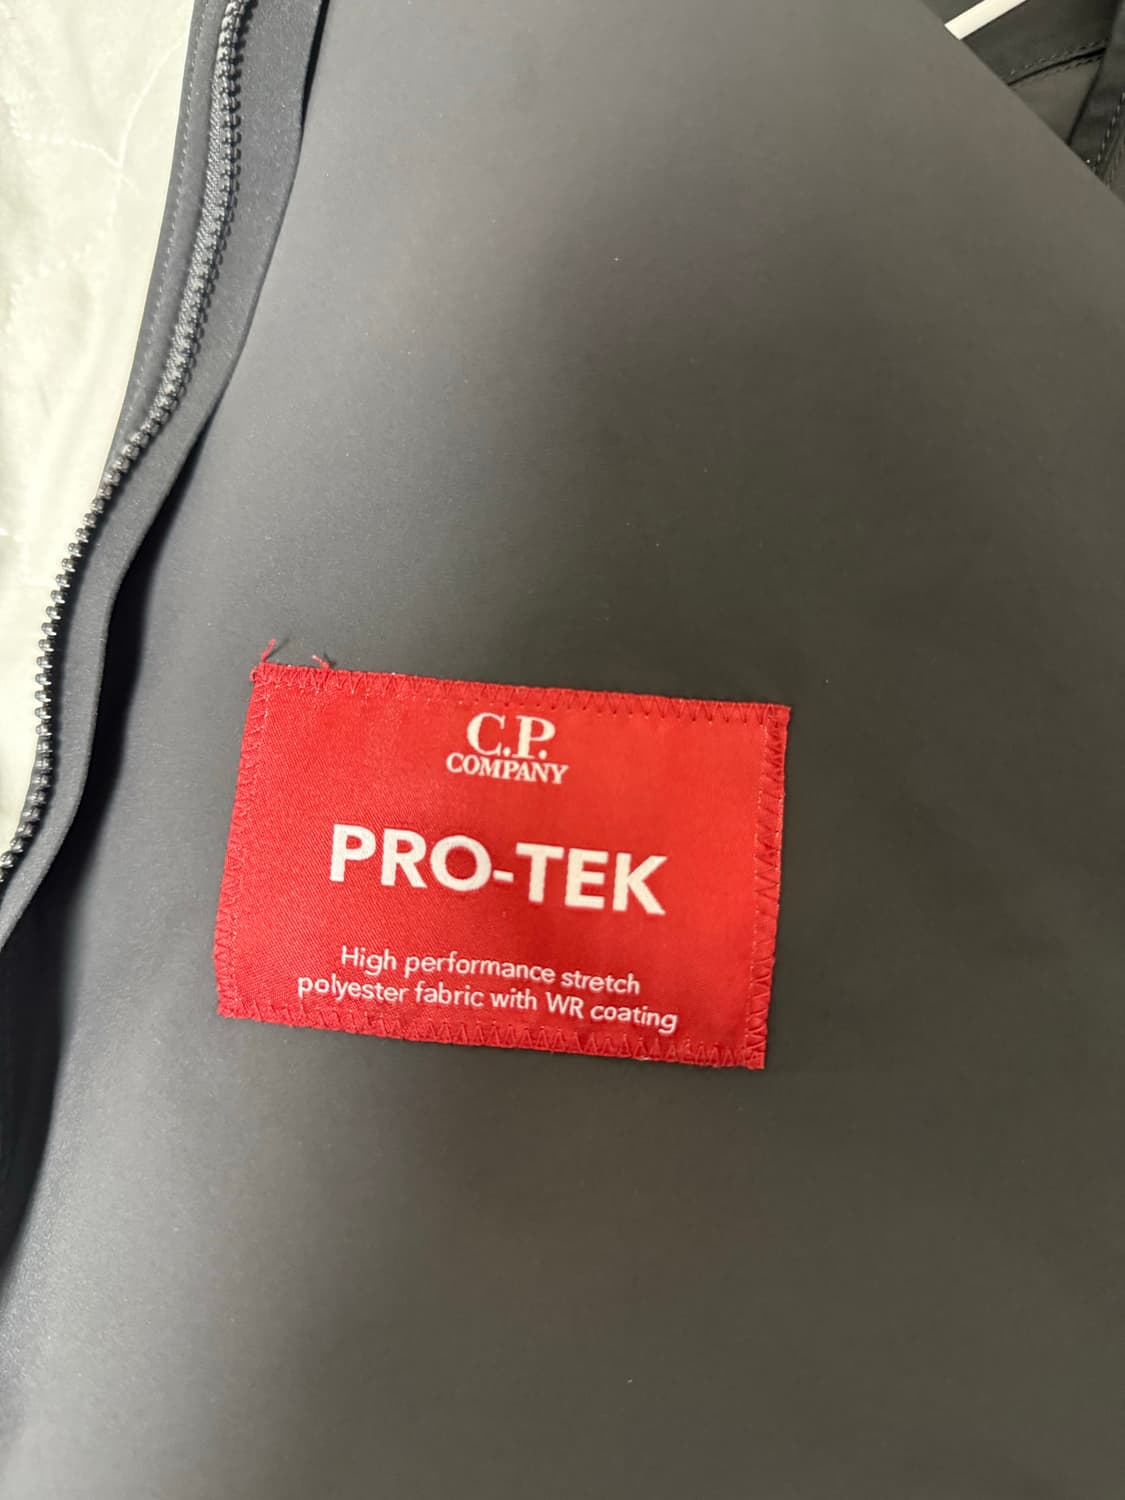 C.P.
COMPANY
PRO-TEK
High performance stretch
polyester fabric with WR coating